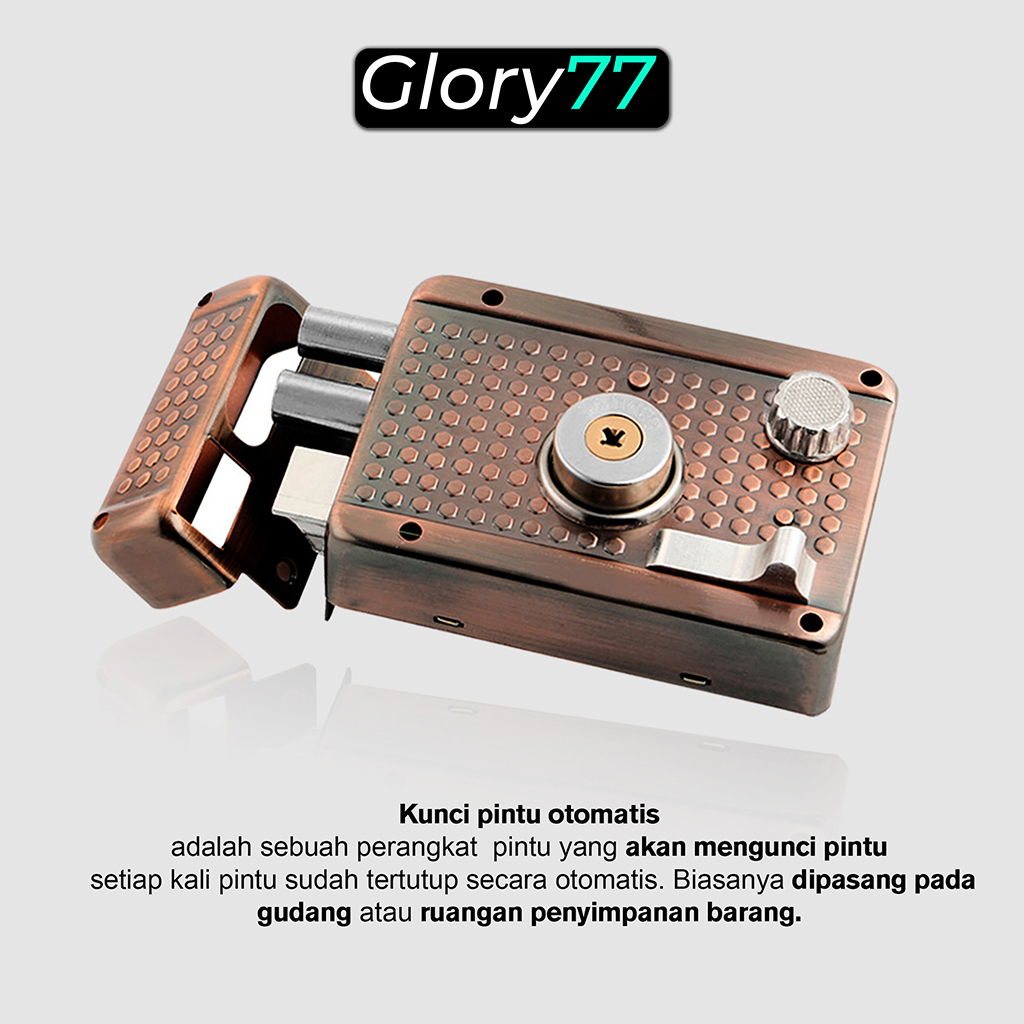 Glory77
Kunci pintu otomatis
adalah sebuah perangkat pintu yang akan mengunci pintu
setiap kali pintu sudah tertutup secara otomatis. Biasanya dipasang pada
gudang atau ruangan penyimpanan barang.